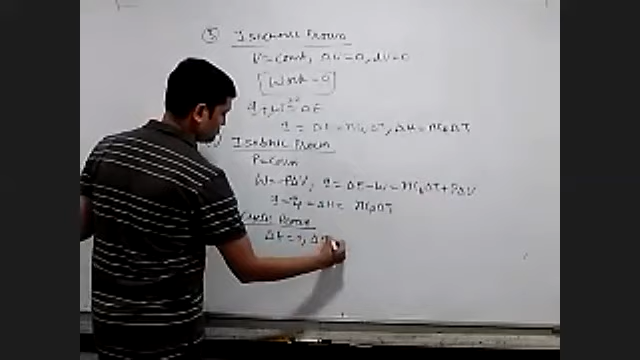 ③ Isochoric Process
V = const, ΔV = 0, dV = 0
[Work = 0]
q + w = ΔE
q = ΔE = nCvΔT, ΔH = nCpΔT
Isobaric Process
P = const
W = -PΔV, q = ΔE - W = nCvΔT + PΔV
q = qp = ΔH = nCpΔT
Cyclic Process
ΔE =